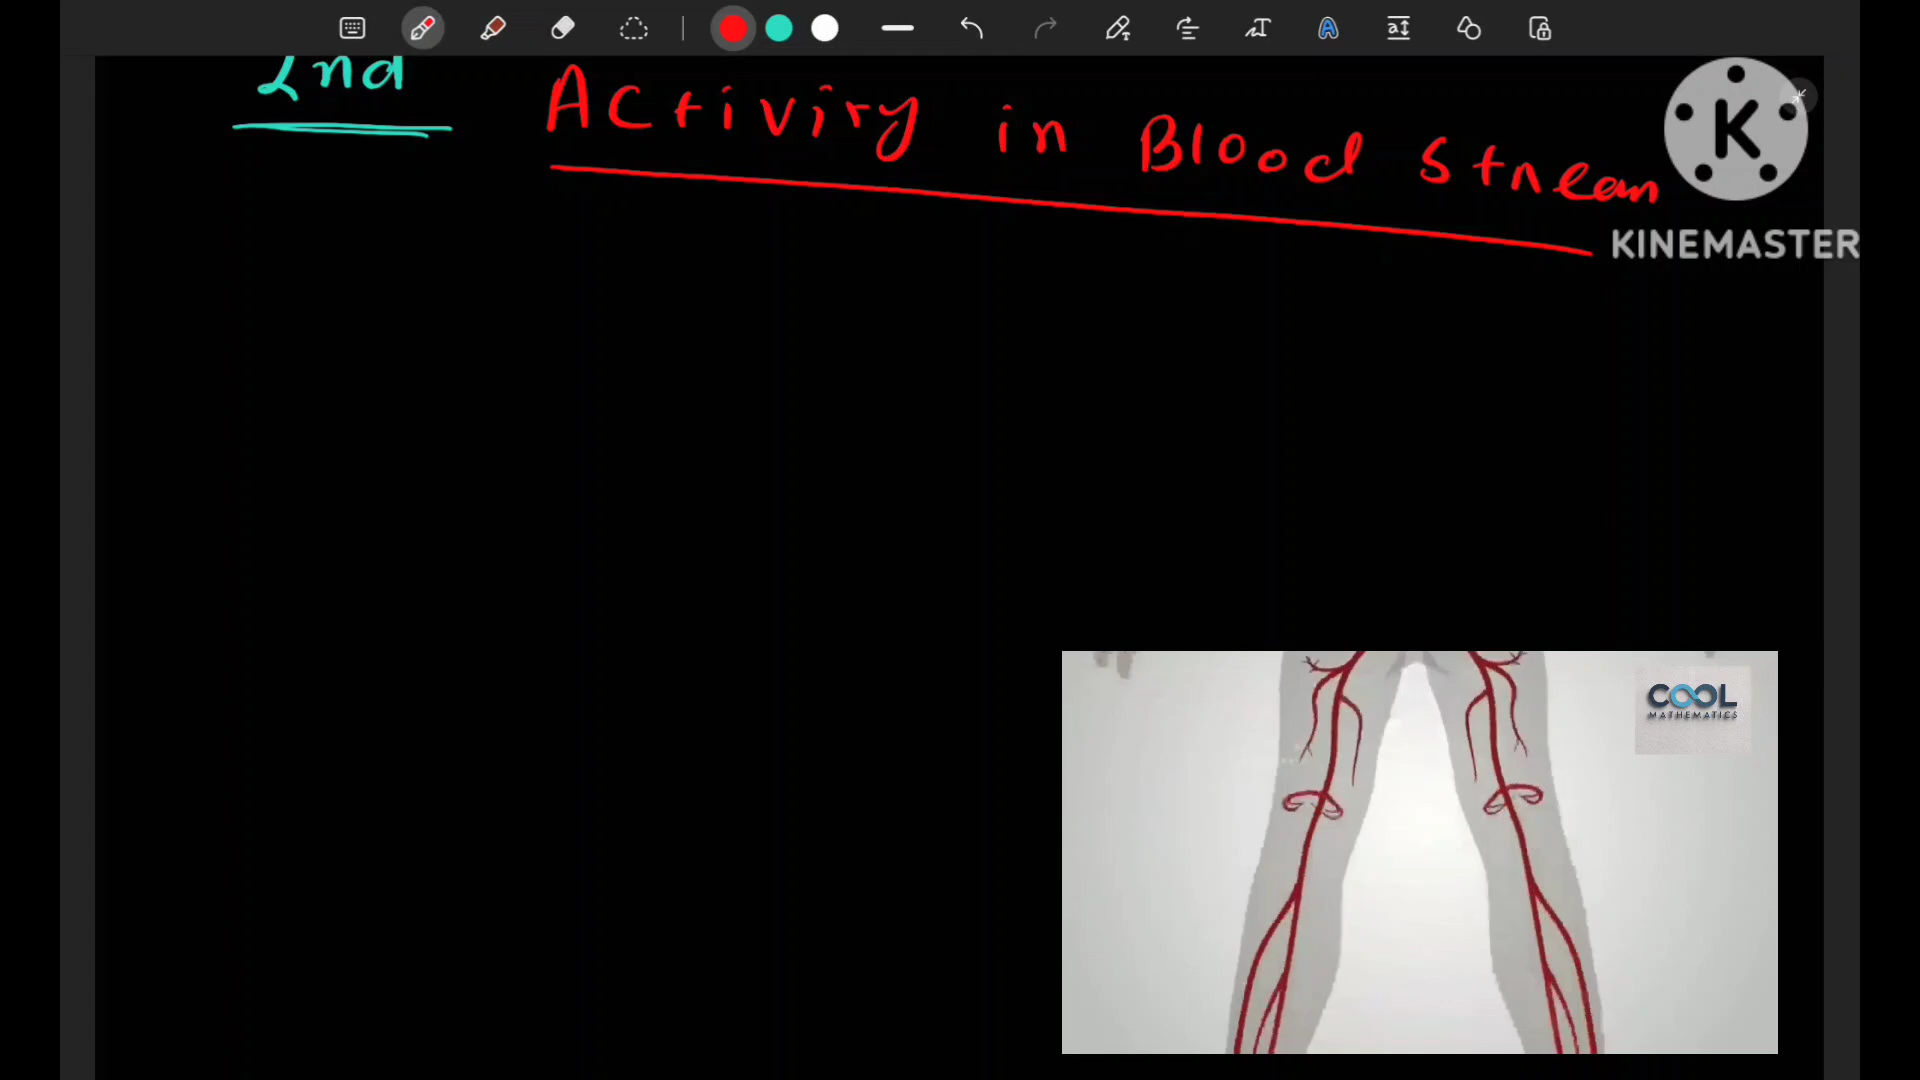 2nd
Activity in Blood Stream
KINEMASTER
COOL
MATHEMATICS